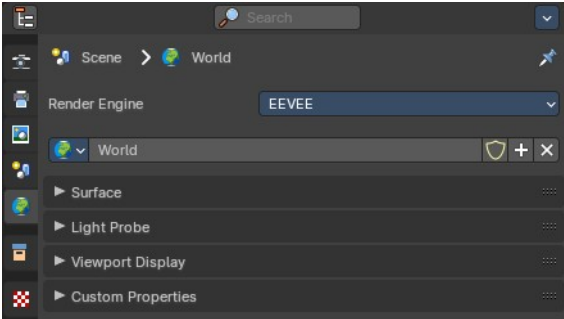 Search
Scene > World
Render Engine EEVEE
World
Surface
Light Probe
Viewport Display
Custom Properties